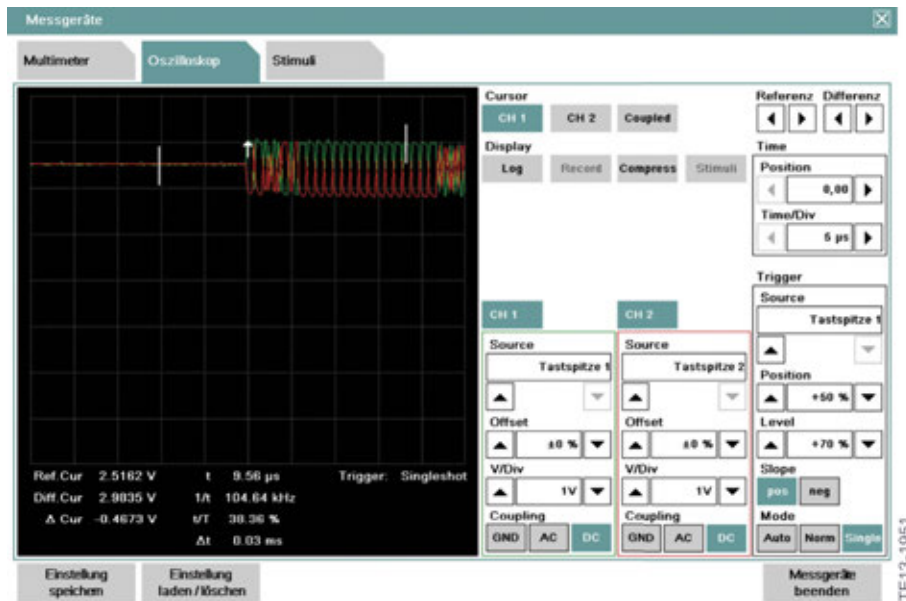 Messgeräte
Multimeter
Oszilloskop
Stimuli
Cursor
CH 1 CH 2 Coupled
Referenz Differenz
Display
Log Record Compress Stimuli
Time
Position
0,00
Time/Div
5 µs
Trigger
Source
Tastspitze 1
Position
+50 %
Level
+70 %
Slope
pos neg
Mode
Auto Norm Single
CH 1
Source
Tastspitze 1
Offset
±0 %
V/Div
1V
Coupling
GND AC DC
CH 2
Source
Tastspitze 2
Offset
±0 %
V/Div
1V
Coupling
GND AC DC
Ref.Cur 2.5162 V t 9.56 µs Trigger: Singleshot
Diff.Cur 2.9835 V 1/t 104.64 kHz
Δ Cur -0.4673 V t/T 38.36 %
Δt 0.03 ms
Einstellung
speichern
Einstellung
laden / löschen
Messgeräte
beenden
TF13-1951